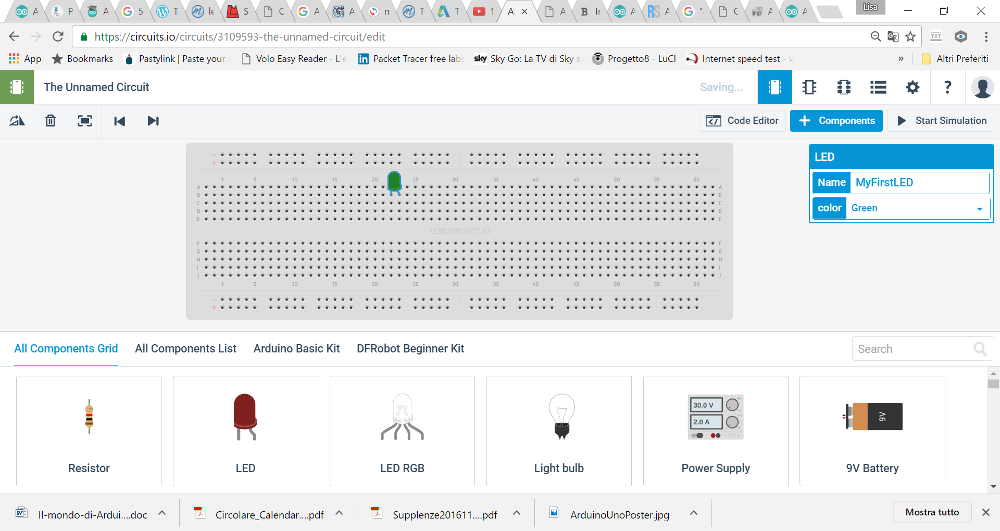 A P A G 5 T le S C A A n T T 1 A A Ir A A " C A A Lisa
https://circuits.io/circuits/3109593-the-unnamed-circuit/edit TXT
App Bookmarks Pastylink | Paste your Volo Easy Reader - L'e Packet Tracer free labs sky Sky Go: La TV di Sky s Progetto8 - LuCI Internet speed test - » Altri Preferiti
The Unnamed Circuit Saving... ?
Code Editor + Components Start Simulation
LED
Name MyFirstLED
color Green
1 5 10 15 20 25 30 35 40 45 50 55 60
A A
B B
C C
D D
E E
123D.CIRCUITS.IO
F F
G G
H H
I I
J J
1 5 10 15 20 25 30 35 40 45 50 55 60
All Components Grid All Components List Arduino Basic Kit DFRobot Beginner Kit Search
30.0 V
2.0 A
9V
Resistor LED LED RGB Light bulb Power Supply 9V Battery
Il-mondo-di-Ardui....doc Circolare_Calendar....pdf Supplenze201611....pdf ArduinoUnoPoster.jpg Mostra tutto